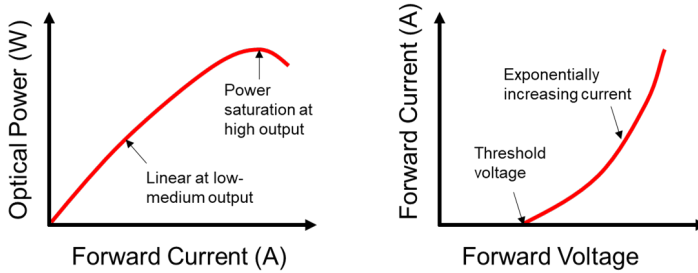 Optical Power (W)
Power
saturation at
high output
Linear at low-
medium output
Forward Current (A)
Forward Current (A)
Exponentially
increasing current
Threshold
voltage
Forward Voltage